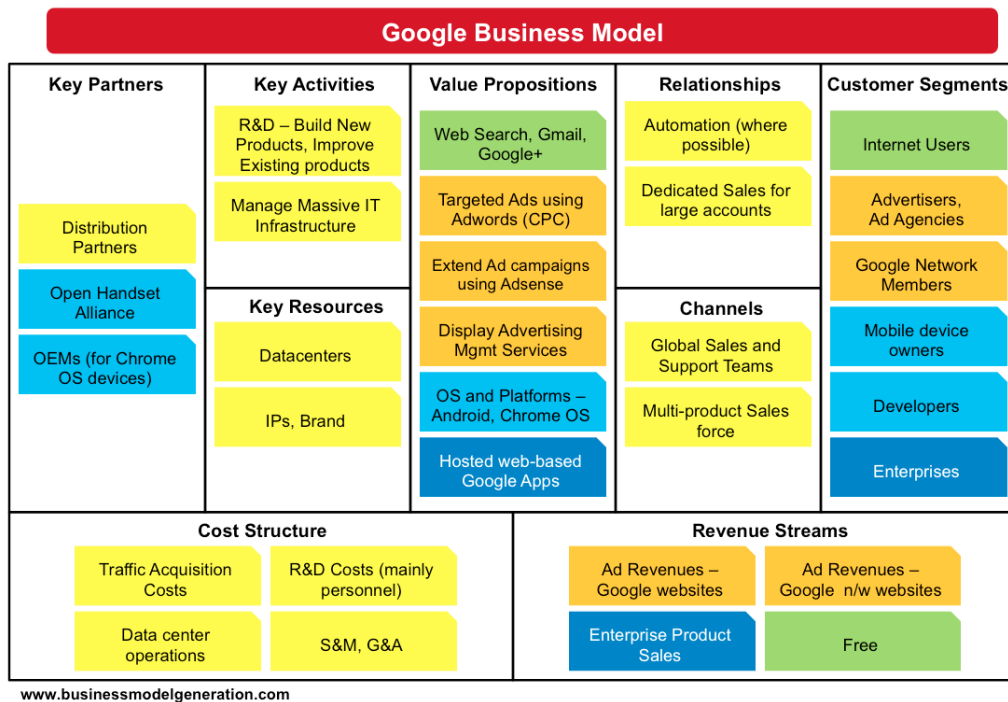 Google Business Model
Key Partners
Distribution
Partners
Open Handset
Alliance
OEMs (for Chrome
OS devices)
Key Activities
R&D – Build New
Products, Improve
Existing products
Manage Massive IT
Infrastructure
Key Resources
Datacenters
IPs, Brand
Value Propositions
Web Search, Gmail,
Google+
Targeted Ads using
Adwords (CPC)
Extend Ad campaigns
using Adsense
Display Advertising
Mgmt Services
OS and Platforms –
Android, Chrome OS
Hosted web-based
Google Apps
Relationships
Automation (where
possible)
Dedicated Sales for
large accounts
Channels
Global Sales and
Support Teams
Multi-product Sales
force
Customer Segments
Internet Users
Advertisers,
Ad Agencies
Google Network
Members
Mobile device
owners
Developers
Enterprises
Cost Structure
Traffic Acquisition
Costs
R&D Costs (mainly
personnel)
Data center
operations
S&M, G&A
Revenue Streams
Ad Revenues –
Google websites
Ad Revenues –
Google n/w websites
Enterprise Product
Sales
Free
www.businessmodelgeneration.com